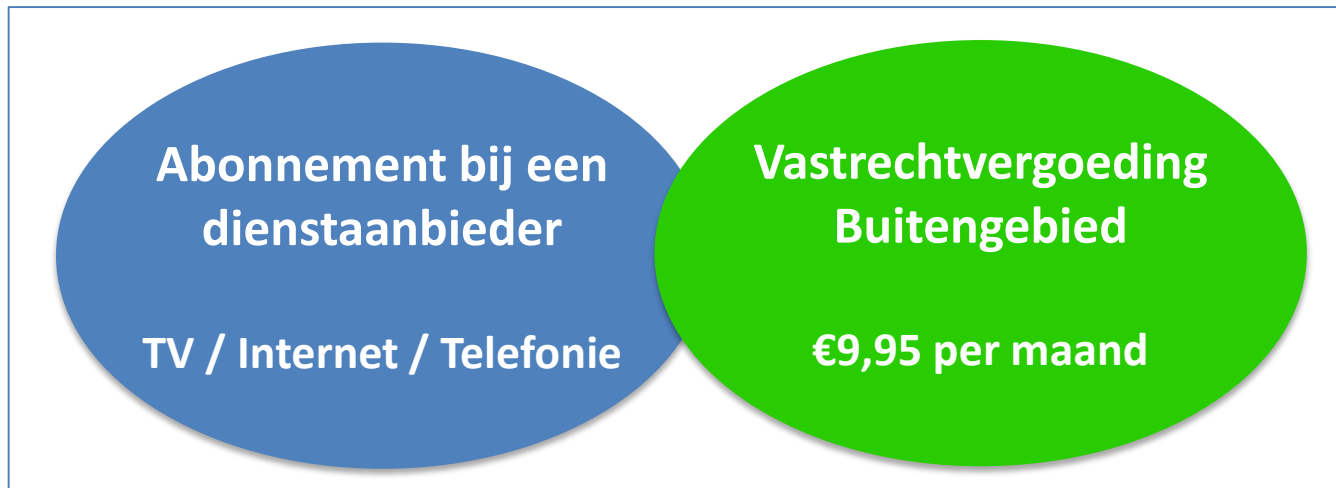 Abonnement bij een
dienstaanbieder
TV / Internet / Telefonie
Vastrechtvergoeding
Buitengebied
€9,95 per maand